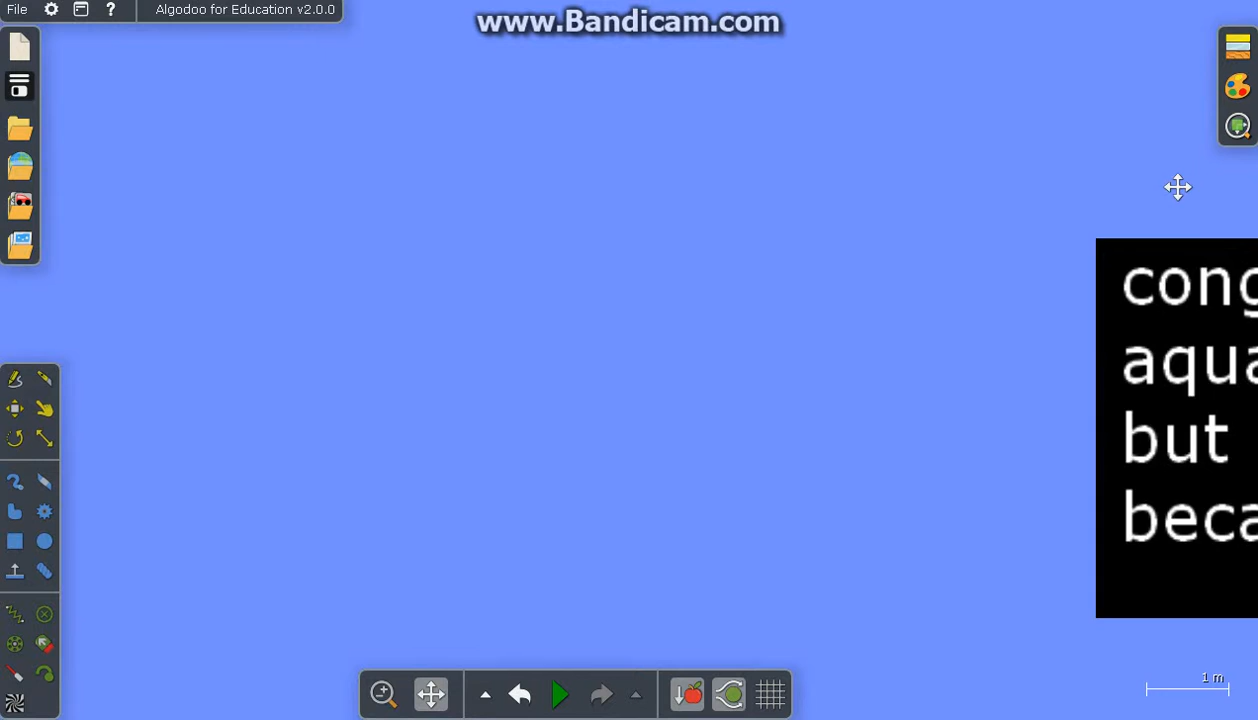 File ? Algodoo for Education v2.0.0
www.Bandicam.com
cong
aqua
but
beca
1 m